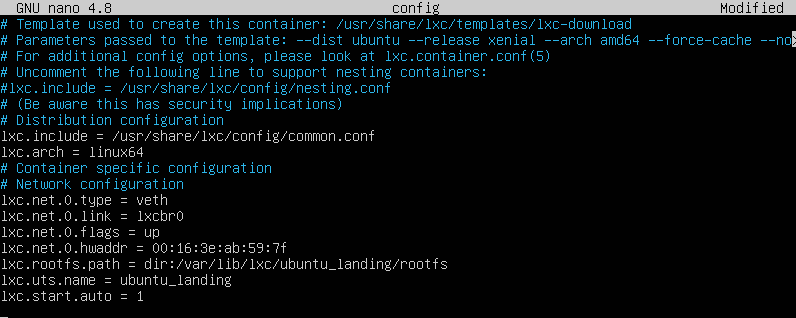 GNU nano 4.8 config Modified
# Template used to create this container: /usr/share/lxc/templates/lxc-download
# Parameters passed to the template: --dist ubuntu --release xenial --arch amd64 --force-cache --no>
# For additional config options, please look at lxc.container.conf(5)
# Uncomment the following line to support nesting containers:
#lxc.include = /usr/share/lxc/config/nesting.conf
# (Be aware this has security implications)
# Distribution configuration
lxc.include = /usr/share/lxc/config/common.conf
lxc.arch = linux64
# Container specific configuration
# Network configuration
lxc.net.0.type = veth
lxc.net.0.link = lxcbr0
lxc.net.0.flags = up
lxc.net.0.hwaddr = 00:16:3e:ab:59:7f
lxc.rootfs.path = dir:/var/lib/lxc/ubuntu_landing/rootfs
lxc.uts.name = ubuntu_landing
lxc.start.auto = 1